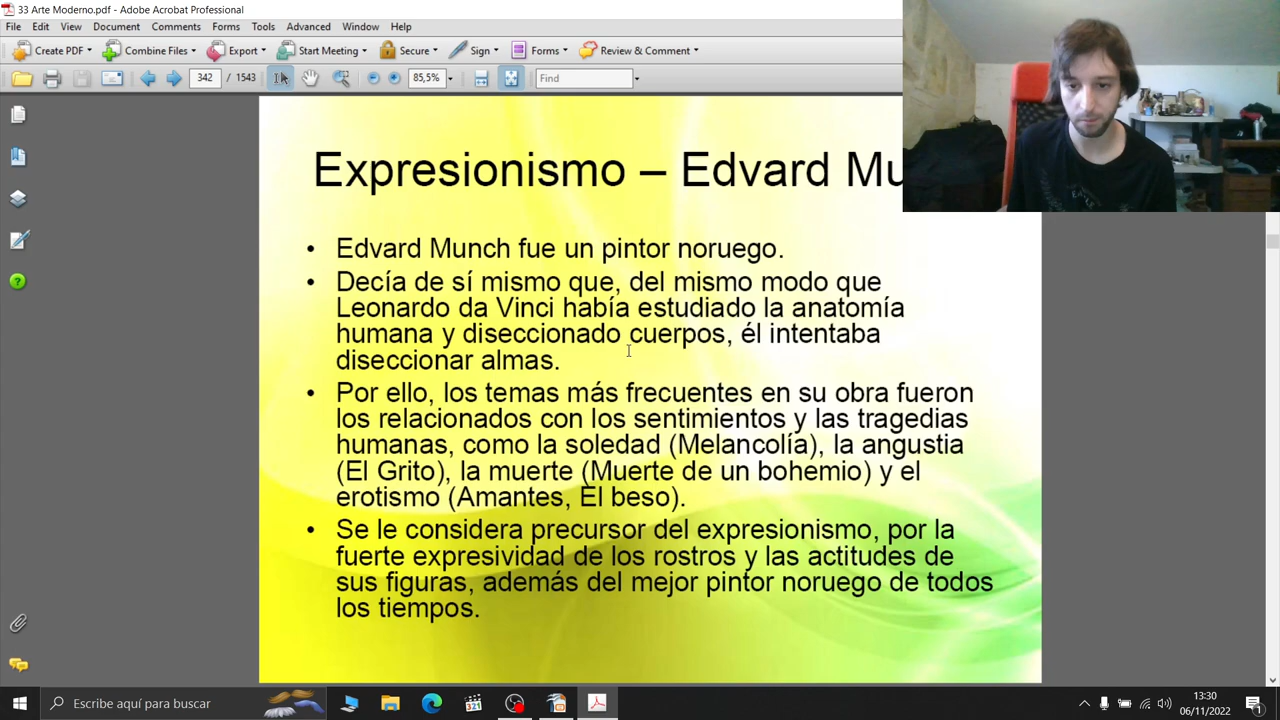 33 Arte Moderno.pdf - Adobe Acrobat Professional
File Edit View Document Comments Forms Tools Advanced Window Help
Create PDF Combine Files Export Start Meeting Secure Sign Forms Review & Comment
342 / 1543 85,5% Find
Expresionismo – Edvard Mu
• Edvard Munch fue un pintor noruego.
• Decía de sí mismo que, del mismo modo que
Leonardo da Vinci había estudiado la anatomía
humana y diseccionado cuerpos, él intentaba
diseccionar almas.
• Por ello, los temas más frecuentes en su obra fueron
los relacionados con los sentimientos y las tragedias
humanas, como la soledad (Melancolía), la angustia
(El Grito), la muerte (Muerte de un bohemio) y el
erotismo (Amantes, El beso).
• Se le considera precursor del expresionismo, por la
fuerte expresividad de los rostros y las actitudes de
sus figuras, además del mejor pintor noruego de todos
los tiempos.
Escribe aquí para buscar
321
13:30
06/11/2022
1